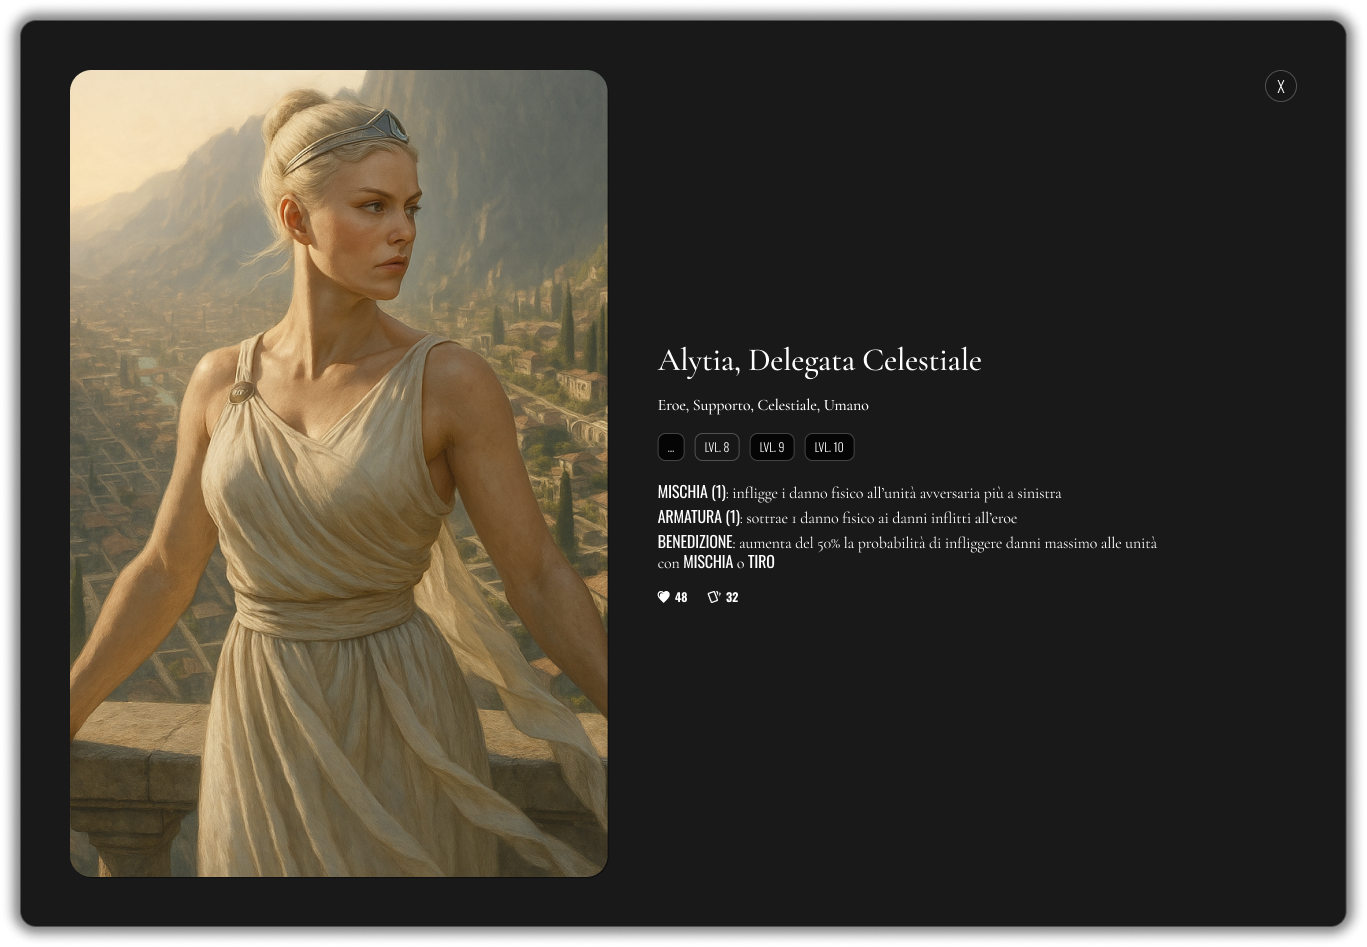 X
Alytia, Delegata Celestiale
Eroe, Supporto, Celestiale, Umano
... LVL. 8 LVL. 9 LVL. 10
MISCHIA (1): infligge 1 danno fisico all'unità avversaria più a sinistra
ARMATURA (1): sottrae 1 danno fisico ai danni inflitti all'eroe
BENEDIZIONE: aumenta del 50% la probabilità di infliggere danni massimo alle unità
con MISCHIA o TIRO
48 32